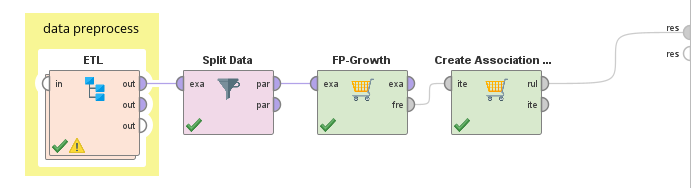 data preprocess
ETL
in
out
out
out
Split Data
exa
par
par
FP-Growth
exa
exa
fre
Create Association ...
ite
rul
ite
res
res